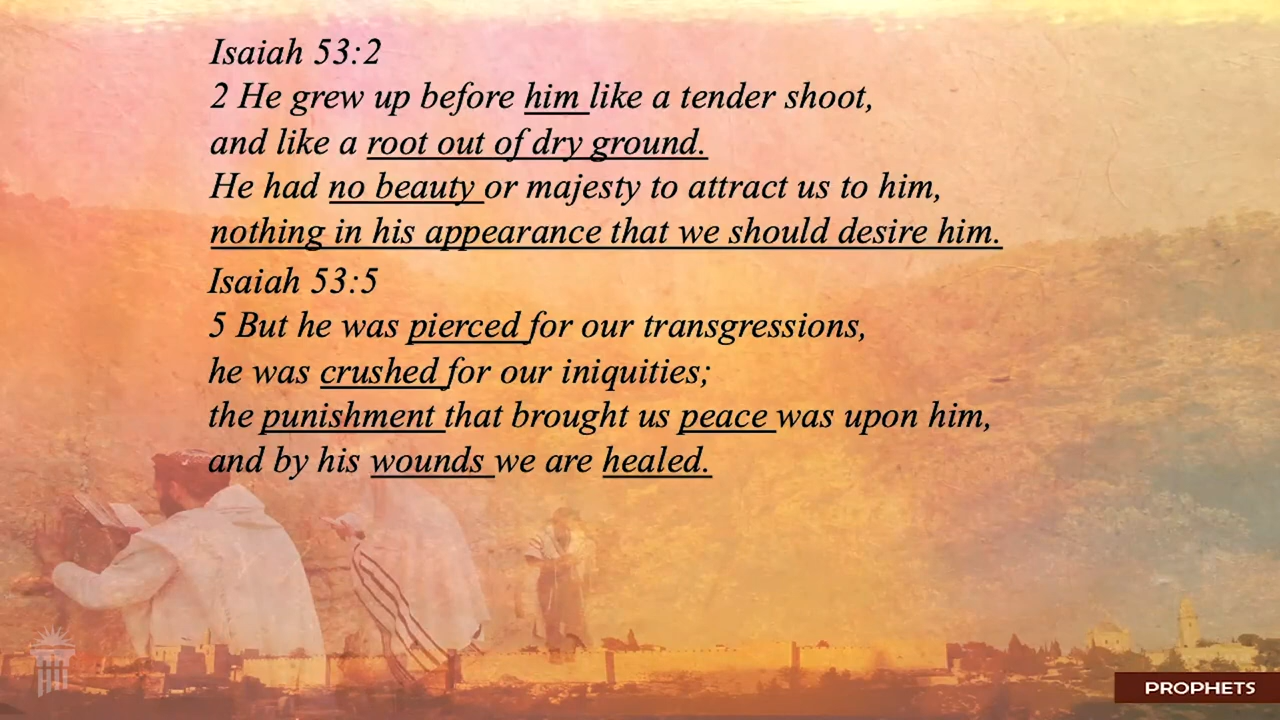 Isaiah 53:2
2 He grew up before him like a tender shoot,
and like a root out of dry ground.
He had no beauty or majesty to attract us to him,
nothing in his appearance that we should desire him.
Isaiah 53:5
5 But he was pierced for our transgressions,
he was crushed for our iniquities;
the punishment that brought us peace was upon him,
and by his wounds we are healed.
PROPHETS